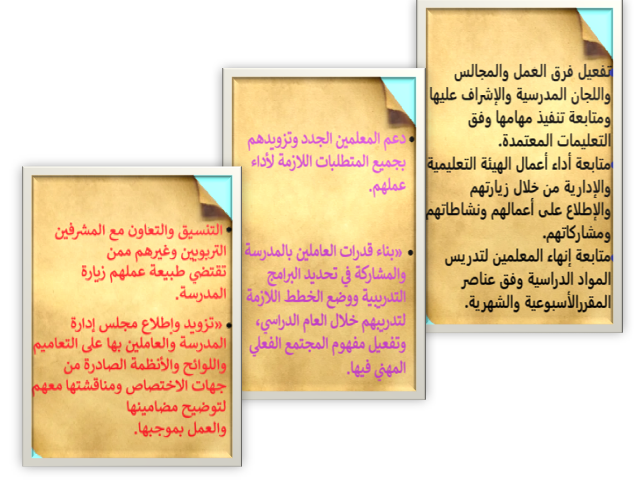 تفعيل فرق العمل والمجالس
واللجان المدرسية والإشراف عليها
ومتابعة تنفيذ مهامها وفق
التعليمات المعتمدة.
متابعة أداء أعمال الهيئة التعليمية
والإدارية من خلال زيارتهم
والإطلاع على أعمالهم ونشاطاتهم
ومشاركاتهم.
متابعة إنهاء المعلمين لتدريس
المواد الدراسية وفق عناصر
المقررالأسبوعية والشهرية.
• دعم المعلمين الجدد وتزويدهم
بجميع المتطلبات اللازمة لأداء
عملهم.
• «بناء قدرات العاملين بالمدرسة
والمشاركة في تحديد البرامج
التدريبية ووضع الخطط اللازمة
لتدريبهم خلال العام الدراسي،
وتفعيل مفهوم المجتمع الفعلي
المهني فيها.
• التنسيق والتعاون مع المشرفين
التربويين وغيرهم ممن
تقتضي طبيعة عملهم زيارة
المدرسة.
• «تزويد وإطلاع مجلس إدارة
المدرسة والعاملين بها على التعاميم
واللوائح والأنظمة الصادرة من
جهات الاختصاص ومناقشتها معهم
لتوضيح مضامينها
والعمل بموجبها.